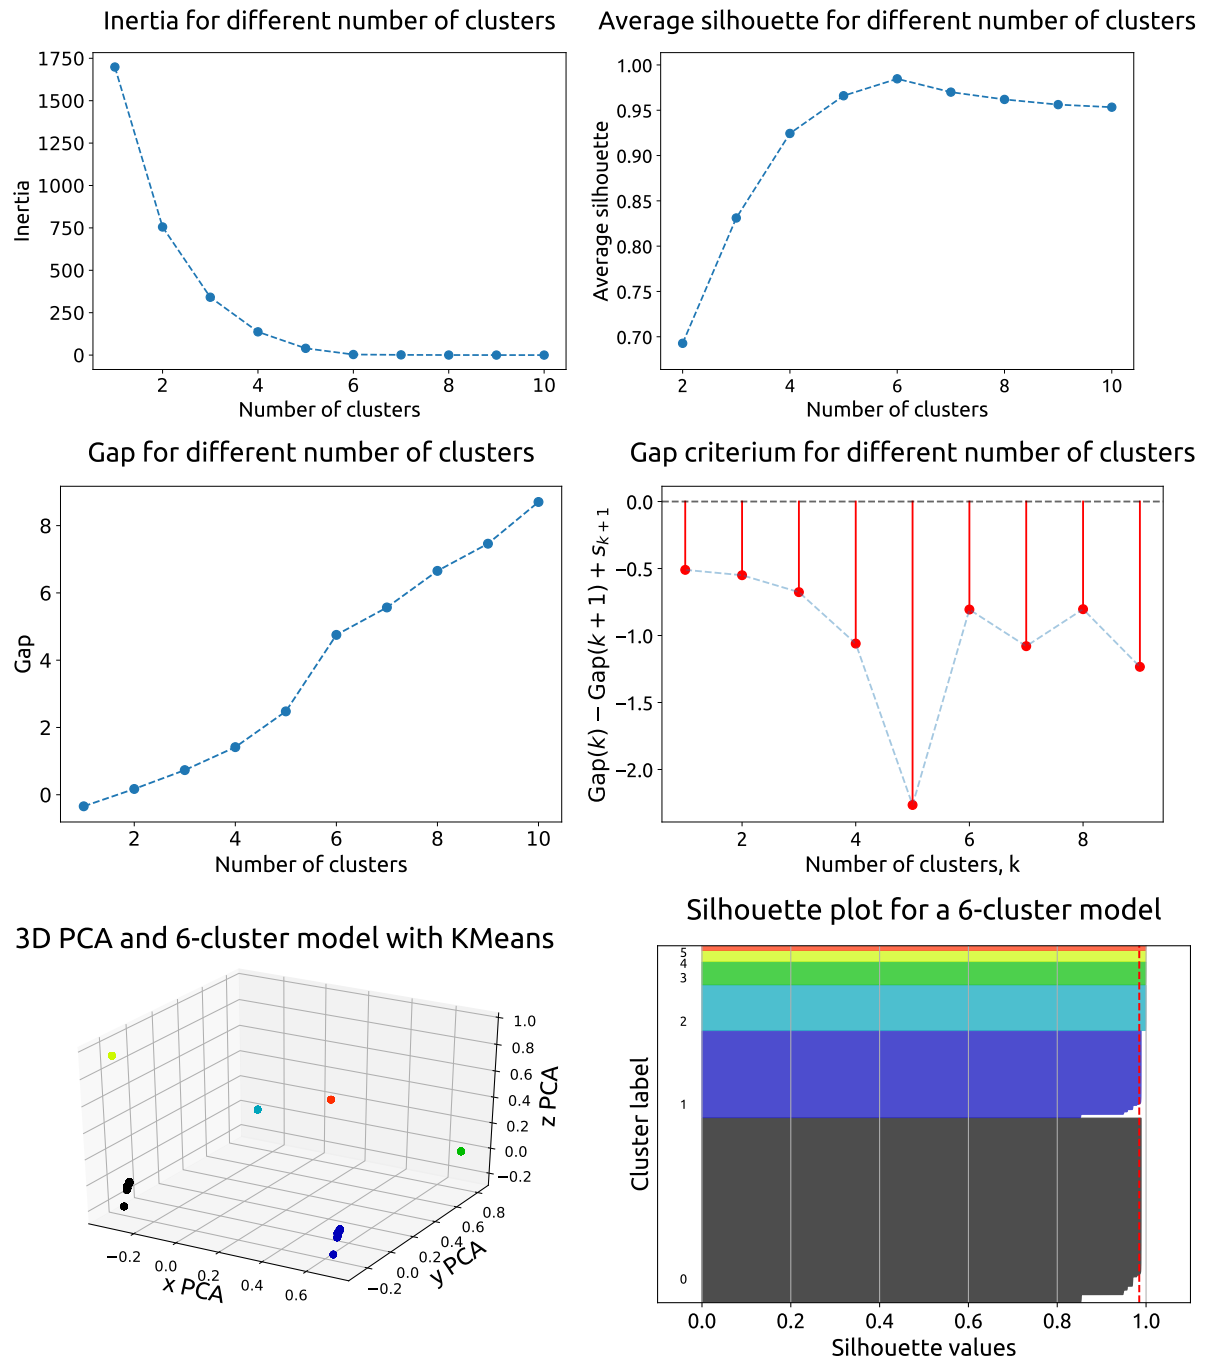 Inertia for different number of clusters
1750
1500
1250
1000
750
500
250
0
Inertia
2 4 6 8 10
Number of clusters
Average silhouette for different number of clusters
1.00
0.95
0.90
0.85
0.80
0.75
0.70
Average silhouette
2 4 6 8 10
Number of clusters
Gap for different number of clusters
8
6
4
2
0
Gap
2 4 6 8 10
Number of clusters
Gap criterium for different number of clusters
0.0
−0.5
−1.0
−1.5
−2.0
Gap(k) − Gap(k + 1) + s_{k + 1}
2 4 6 8
Number of clusters, k
3D PCA and 6-cluster model with KMeans
1.0
0.8
0.6
0.4
0.2
0.0
−0.2
z PCA
−0.2 0.0 0.2 0.4 0.6
x PCA
−0.2 0.0 0.2 0.4 0.6 0.8
y PCA
Silhouette plot for a 6-cluster model
5
4
3
2
1
0
Cluster label
0.0 0.2 0.4 0.6 0.8 1.0
Silhouette values